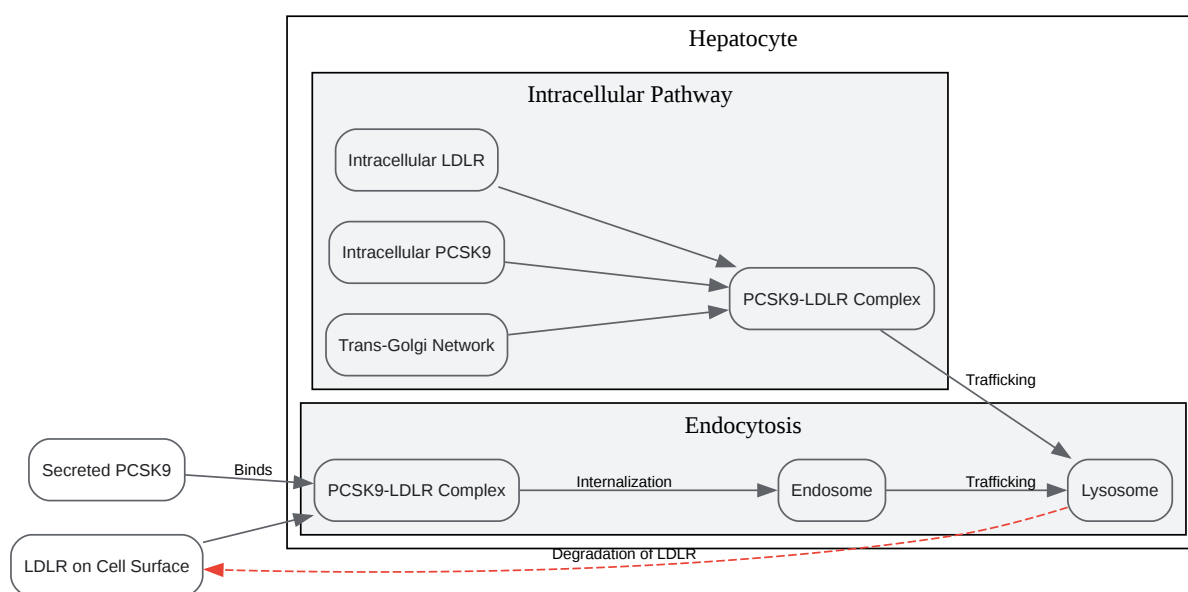 Hepatocyte
Intracellular Pathway
Intracellular LDLR
Intracellular PCSK9
PCSK9-LDLR Complex
Trans-Golgi Network
Trafficking
Endocytosis
Secreted PCSK9
Binds
PCSK9-LDLR Complex
Internalization
Endosome
Trafficking
Lysosome
Degradation of LDLR
LDLR on Cell Surface